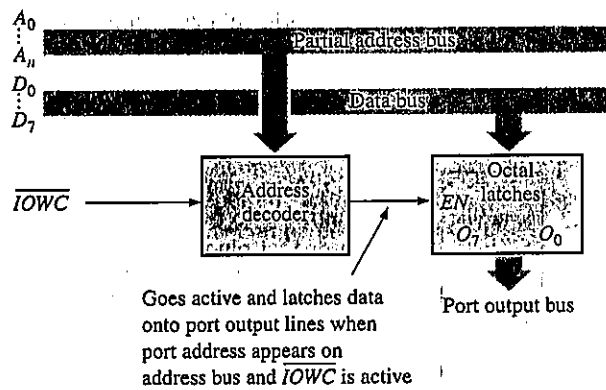 A₀
Partial address bus
Aₙ
D₀
Data bus
D₇
I̅O̅W̅C̅
Address
decoder
Octal
latches
EN
O₇ O₀
Goes active and latches data
onto port output lines when
port address appears on
address bus and I̅O̅W̅C̅ is active
Port output bus